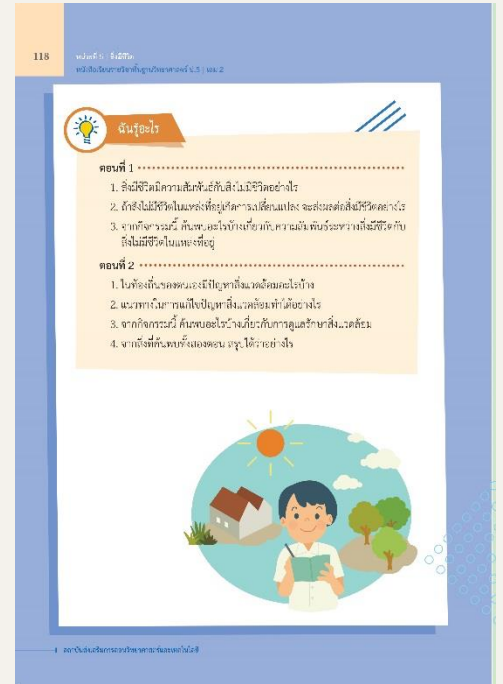 118
หน่วยที่ 5 | สิ่งมีชีวิต
หนังสือเรียนรายวิชาพื้นฐานวิทยาศาสตร์ ป.5 | เล่ม 2
ฉันรู้อะไร
ตอนที่ 1
1. สิ่งมีชีวิตมีความสัมพันธ์กับสิ่งไม่มีชีวิตอย่างไร
2. ถ้าสิ่งไม่มีชีวิตในแหล่งที่อยู่เกิดการเปลี่ยนแปลง จะส่งผลต่อสิ่งมีชีวิตอย่างไร
3. จากกิจกรรมนี้ ค้นพบอะไรบ้างเกี่ยวกับความสัมพันธ์ระหว่างสิ่งมีชีวิตกับ
สิ่งไม่มีชีวิตในแหล่งที่อยู่
ตอนที่ 2
1. ในท้องถิ่นของตนเองมีปัญหาสิ่งแวดล้อมอะไรบ้าง
2. แนวทางในการแก้ไขปัญหาสิ่งแวดล้อมทำได้อย่างไร
3. จากกิจกรรมนี้ ค้นพบอะไรบ้างเกี่ยวกับการดูแลรักษาสิ่งแวดล้อม
4. จากสิ่งที่ค้นพบทั้งสองตอน สรุปได้ว่าอย่างไร
สถาบันส่งเสริมการสอนวิทยาศาสตร์และเทคโนโลยี